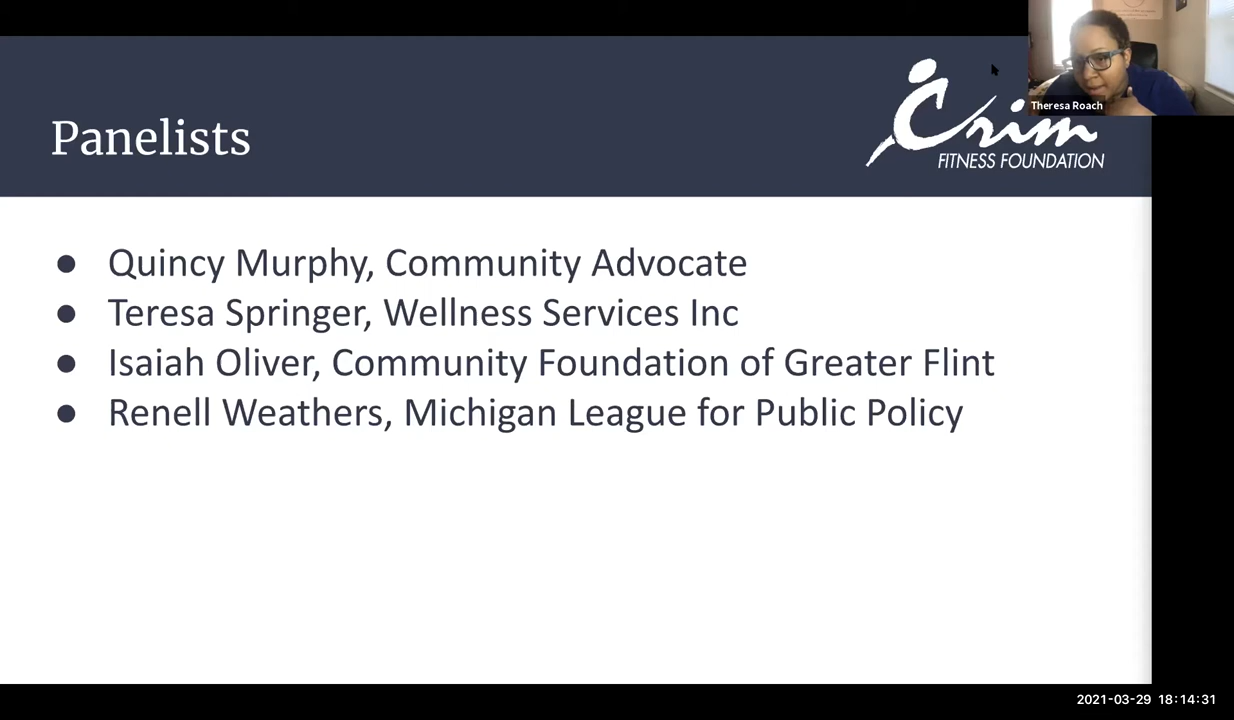 Theresa Roach
Panelists
Crim
FITNESS FOUNDATION
● Quincy Murphy, Community Advocate
● Teresa Springer, Wellness Services Inc
● Isaiah Oliver, Community Foundation of Greater Flint
● Renell Weathers, Michigan League for Public Policy
2021-03-29 18:14:31